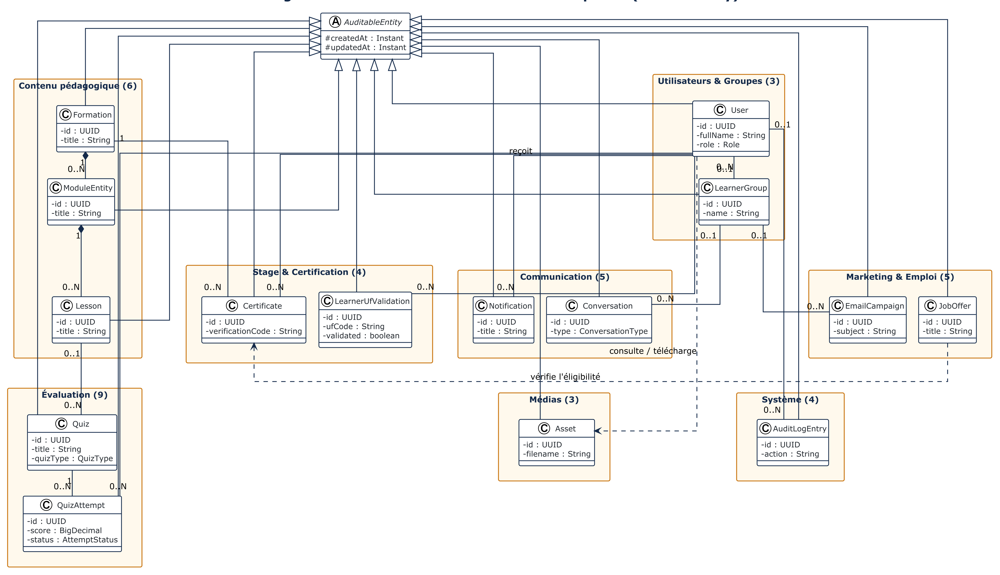 A AuditableEntity
#createdAt : Instant
#updatedAt : Instant
Contenu pédagogique (6)
C Formation
-id : UUID
-title : String
1
1
0..N
C ModuleEntity
-id : UUID
-title : String
1
0..N
C Lesson
-id : UUID
-title : String
0..1
Utilisateurs & Groupes (3)
C User
-id : UUID
-fullName : String
-role : Role
0..1
reçoit
0..N
0..1
C LearnerGroup
-id : UUID
-name : String
0..1
0..1
Stage & Certification (4)
0..N
0..N
0..N
C Certificate
-id : UUID
-verificationCode : String
C LearnerUfValidation
-id : UUID
-ufCode : String
-validated : boolean
Communication (5)
0..N
0..N
C Notification
-id : UUID
-title : String
C Conversation
-id : UUID
-type : ConversationType
consulte / télécharge
Marketing & Emploi (5)
0..N
C EmailCampaign
-id : UUID
-subject : String
C JobOffer
-id : UUID
-title : String
vérifie l'éligibilité
Évaluation (9)
0..N
C Quiz
-id : UUID
-title : String
-quizType : QuizType
1
0..N
0..N
C QuizAttempt
-id : UUID
-score : BigDecimal
-status : AttemptStatus
Médias (3)
C Asset
-id : UUID
-filename : String
Système (4)
0..N
C AuditLogEntry
-id : UUID
-action : String